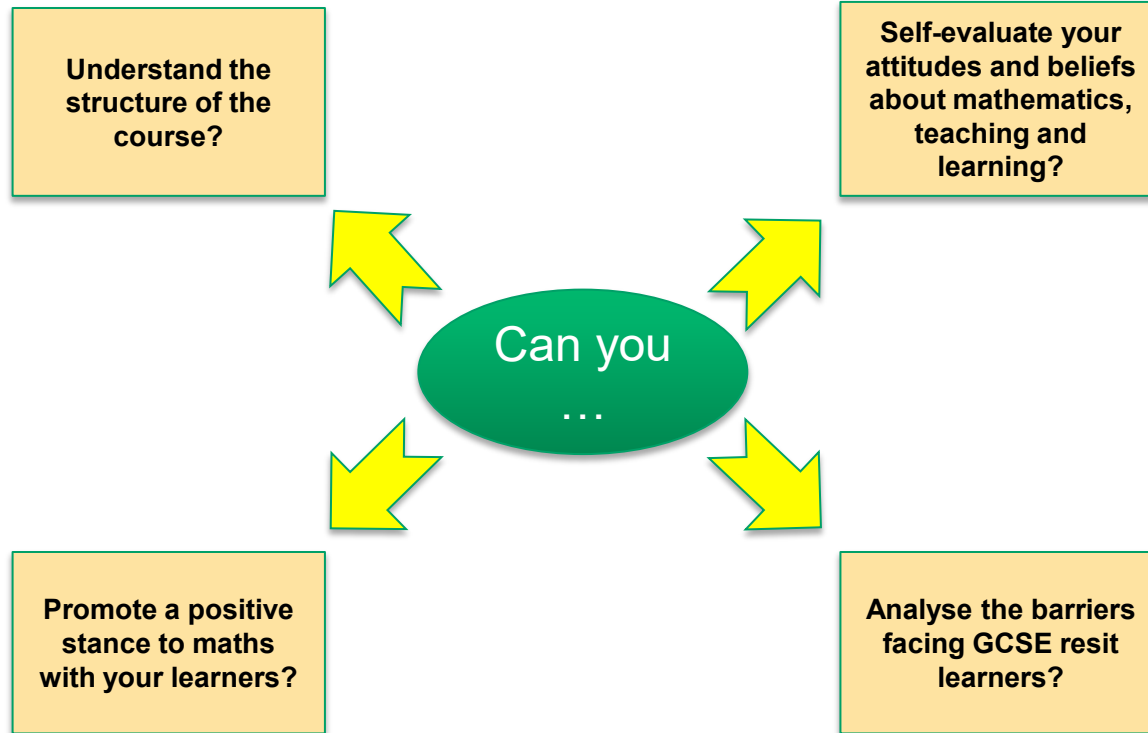 Understand the
structure of the
course?
Self-evaluate your
attitudes and beliefs
about mathematics,
teaching and
learning?
Can you
...
Promote a positive
stance to maths
with your learners?
Analyse the barriers
facing GCSE resit
learners?